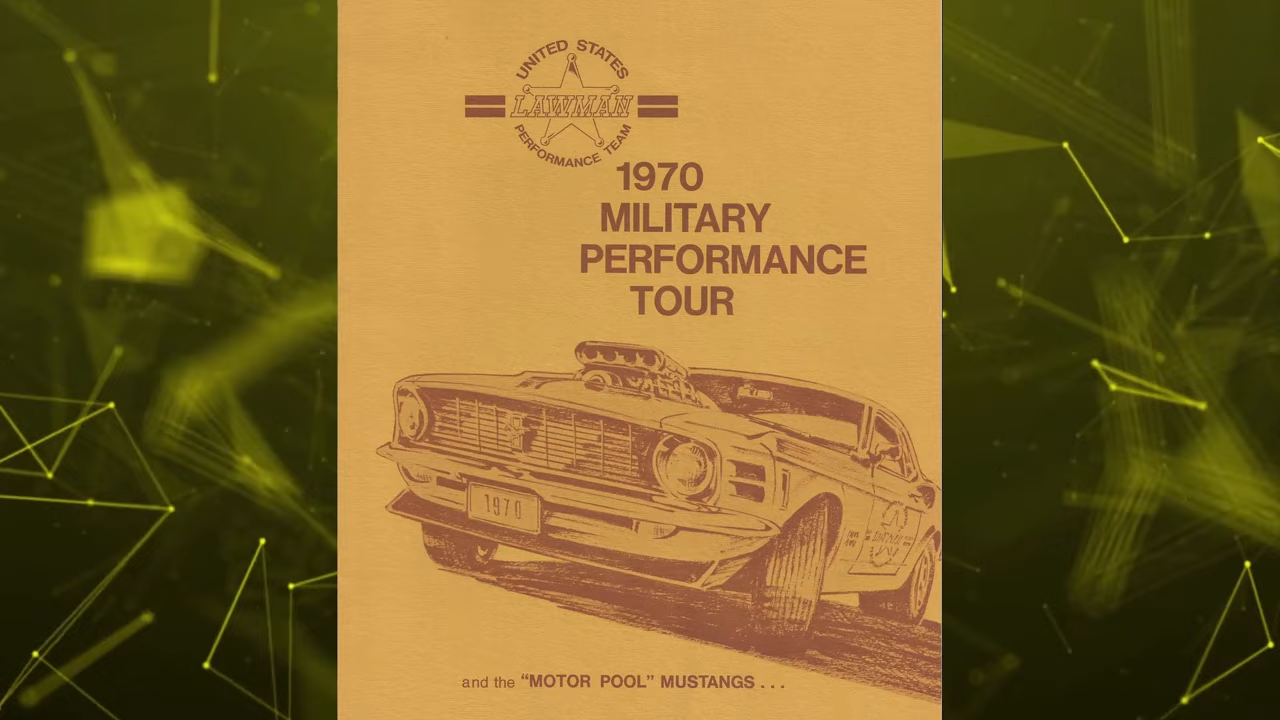 UNITED STATES
LAWMAN
PERFORMANCE TEAM
1970
MILITARY
PERFORMANCE
TOUR
1970
and the “MOTOR POOL” MUSTANGS . . .